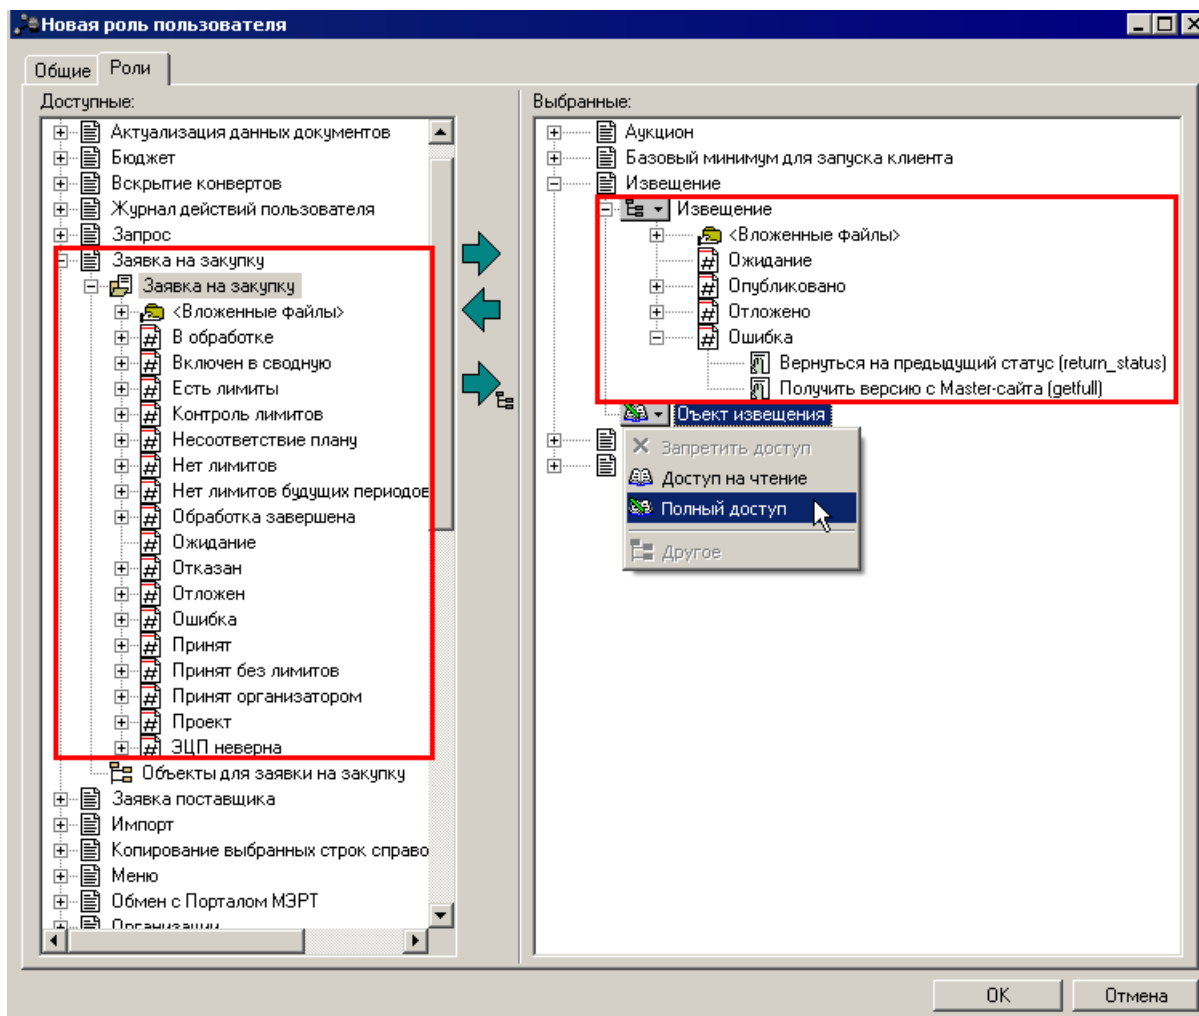 Новая роль пользователя
Общие
Роли
Доступные:
Актуализация данных документов
Бюджет
Вскрытие конвертов
Журнал действий пользователя
Запрос
Заявка на закупку
Заявка на закупку
<Вложенные файлы>
В обработке
Включен в сводную
Есть лимиты
Контроль лимитов
Несоответствие плану
Нет лимитов
Нет лимитов будущих периодов
Обработка завершена
Ожидание
Отказан
Отложен
Ошибка
Принят
Принят без лимитов
Принят организатором
Проект
ЭЦП неверна
Объекты для заявки на закупку
Заявка поставщика
Импорт
Копирование выбранных строк справо
Меню
Обмен с Порталом МЭРТ
Организации
Выбранные:
Аукцион
Базовый минимум для запуска клиента
Извещение
Извещение
<Вложенные файлы>
Ожидание
Опубликовано
Отложено
Ошибка
Вернуться на предыдущий статус (return_status)
Получить версию с Master-сайта (getfull)
Оъект извещения
Запретить доступ
Доступ на чтение
Полный доступ
Другое
OK
Отмена